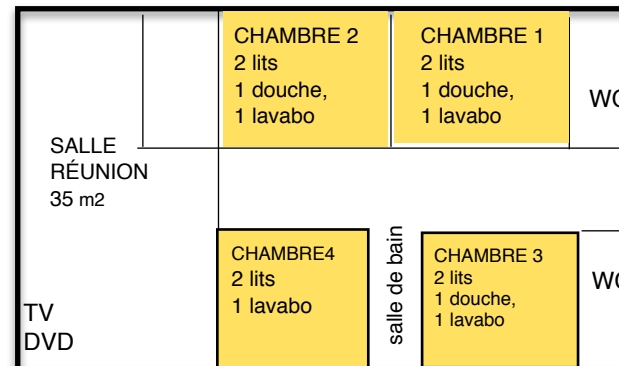 CHAMBRE 2
2 lits
1 douche,
1 lavabo
CHAMBRE 1
2 lits
1 douche,
1 lavabo
WC
SALLE
RÉUNION
35 m2
CHAMBRE4
2 lits
1 lavabo
salle de bain
CHAMBRE 3
2 lits
1 douche,
1 lavabo
WC
TV
DVD